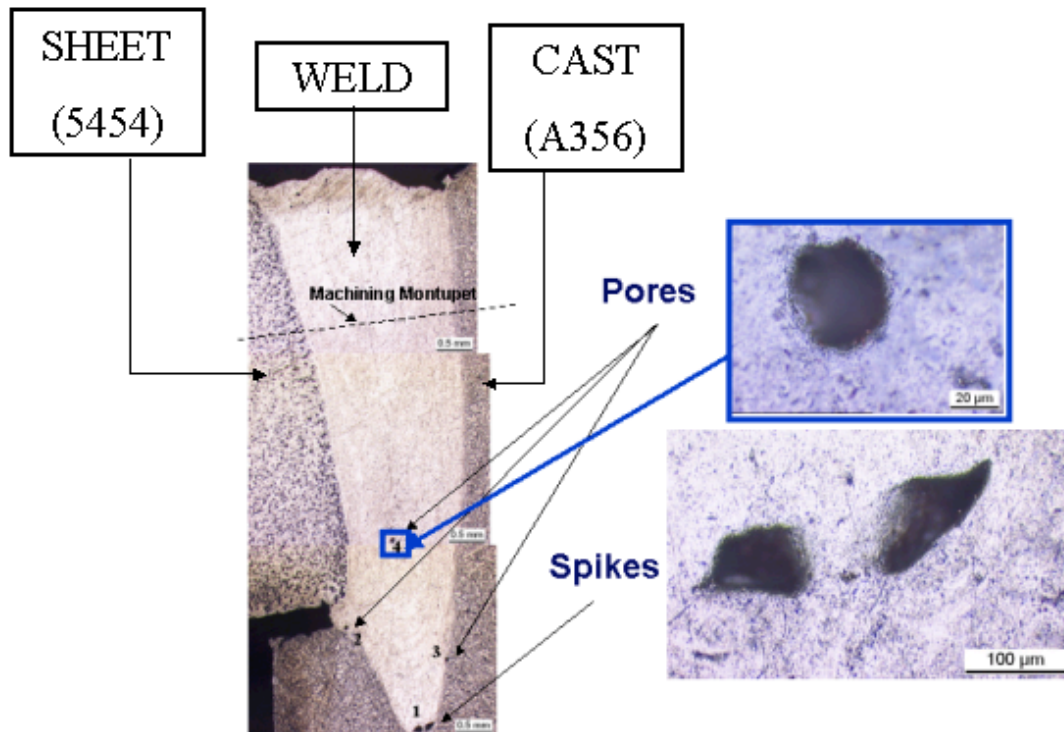 SHEET
(5454)
WELD
CAST
(A356)
Machining Montupet
0.5 mm
Pores
20 µm
4
0.5 mm
Spikes
2
3
100 µm
1
0.5 mm